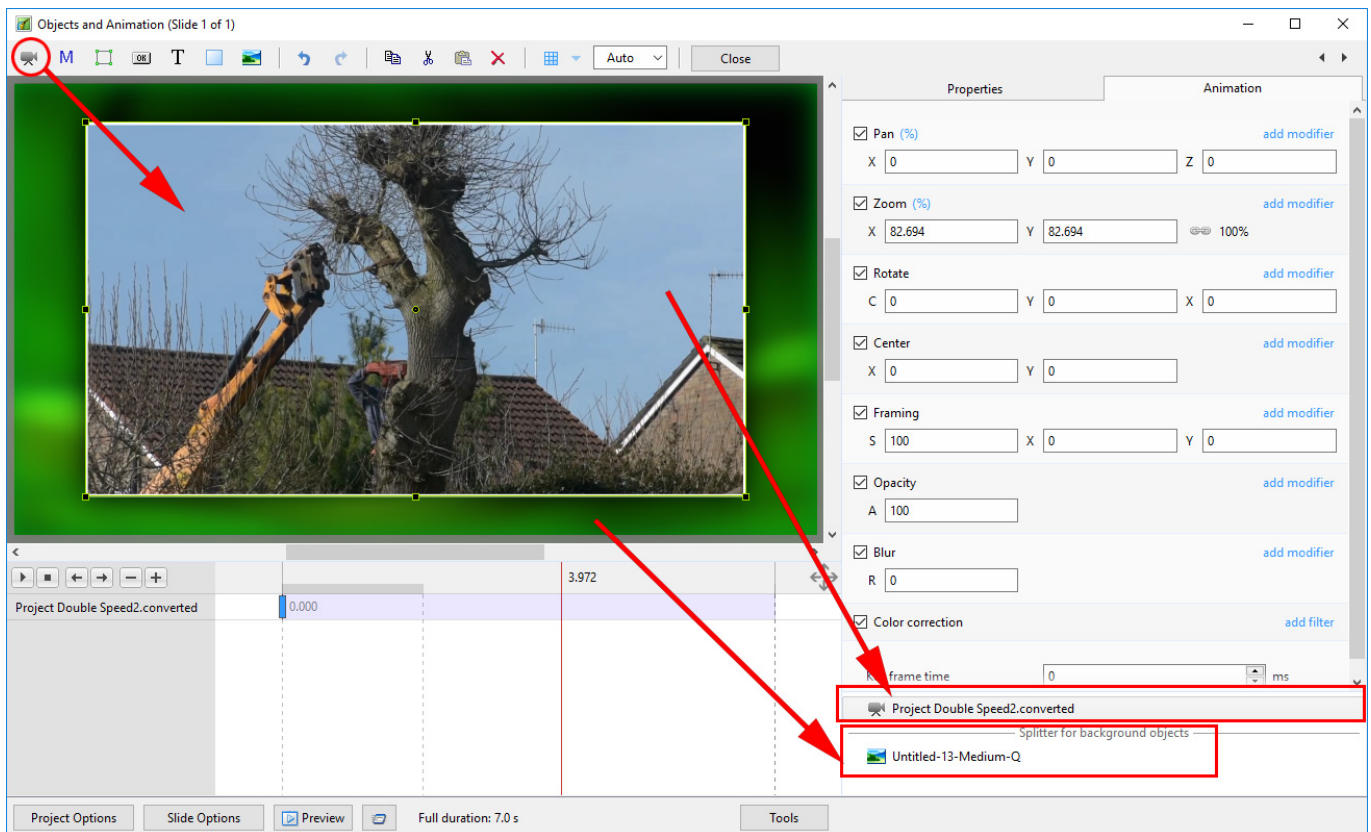 Objects and Animation (Slide 1 of 1)
M OK T Auto Close
Properties Animation
Pan (%) add modifier
X 0 Y 0 Z 0
Zoom (%) add modifier
X 82.694 Y 82.694 100%
Rotate add modifier
C 0 Y 0 X 0
Center add modifier
X 0 Y 0
Framing add modifier
S 100 X 0 Y 0
Opacity add modifier
A 100
Blur add modifier
R 0
3.972
Project Double Speed2.converted 0.000
Color correction add filter
frame time 0 ms
Project Double Speed2.converted
Splitter for background objects
Untitled-13-Medium-Q
Project Options Slide Options Preview Full duration: 7.0 s Tools